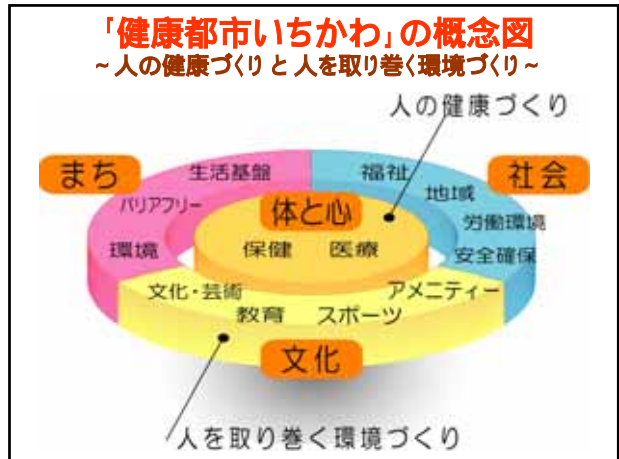 「健康都市いちかわ」の概念図
~人の健康づくりと人を取り巻く環境づくり~
人の健康づくり
まち
生活基盤
福祉
社会
バリアフリー
体と心
地域
労働環境
環境
保健
医療
安全確保
文化・芸術
アメニティー
教育
スポーツ
文化
人を取り巻く環境づくり